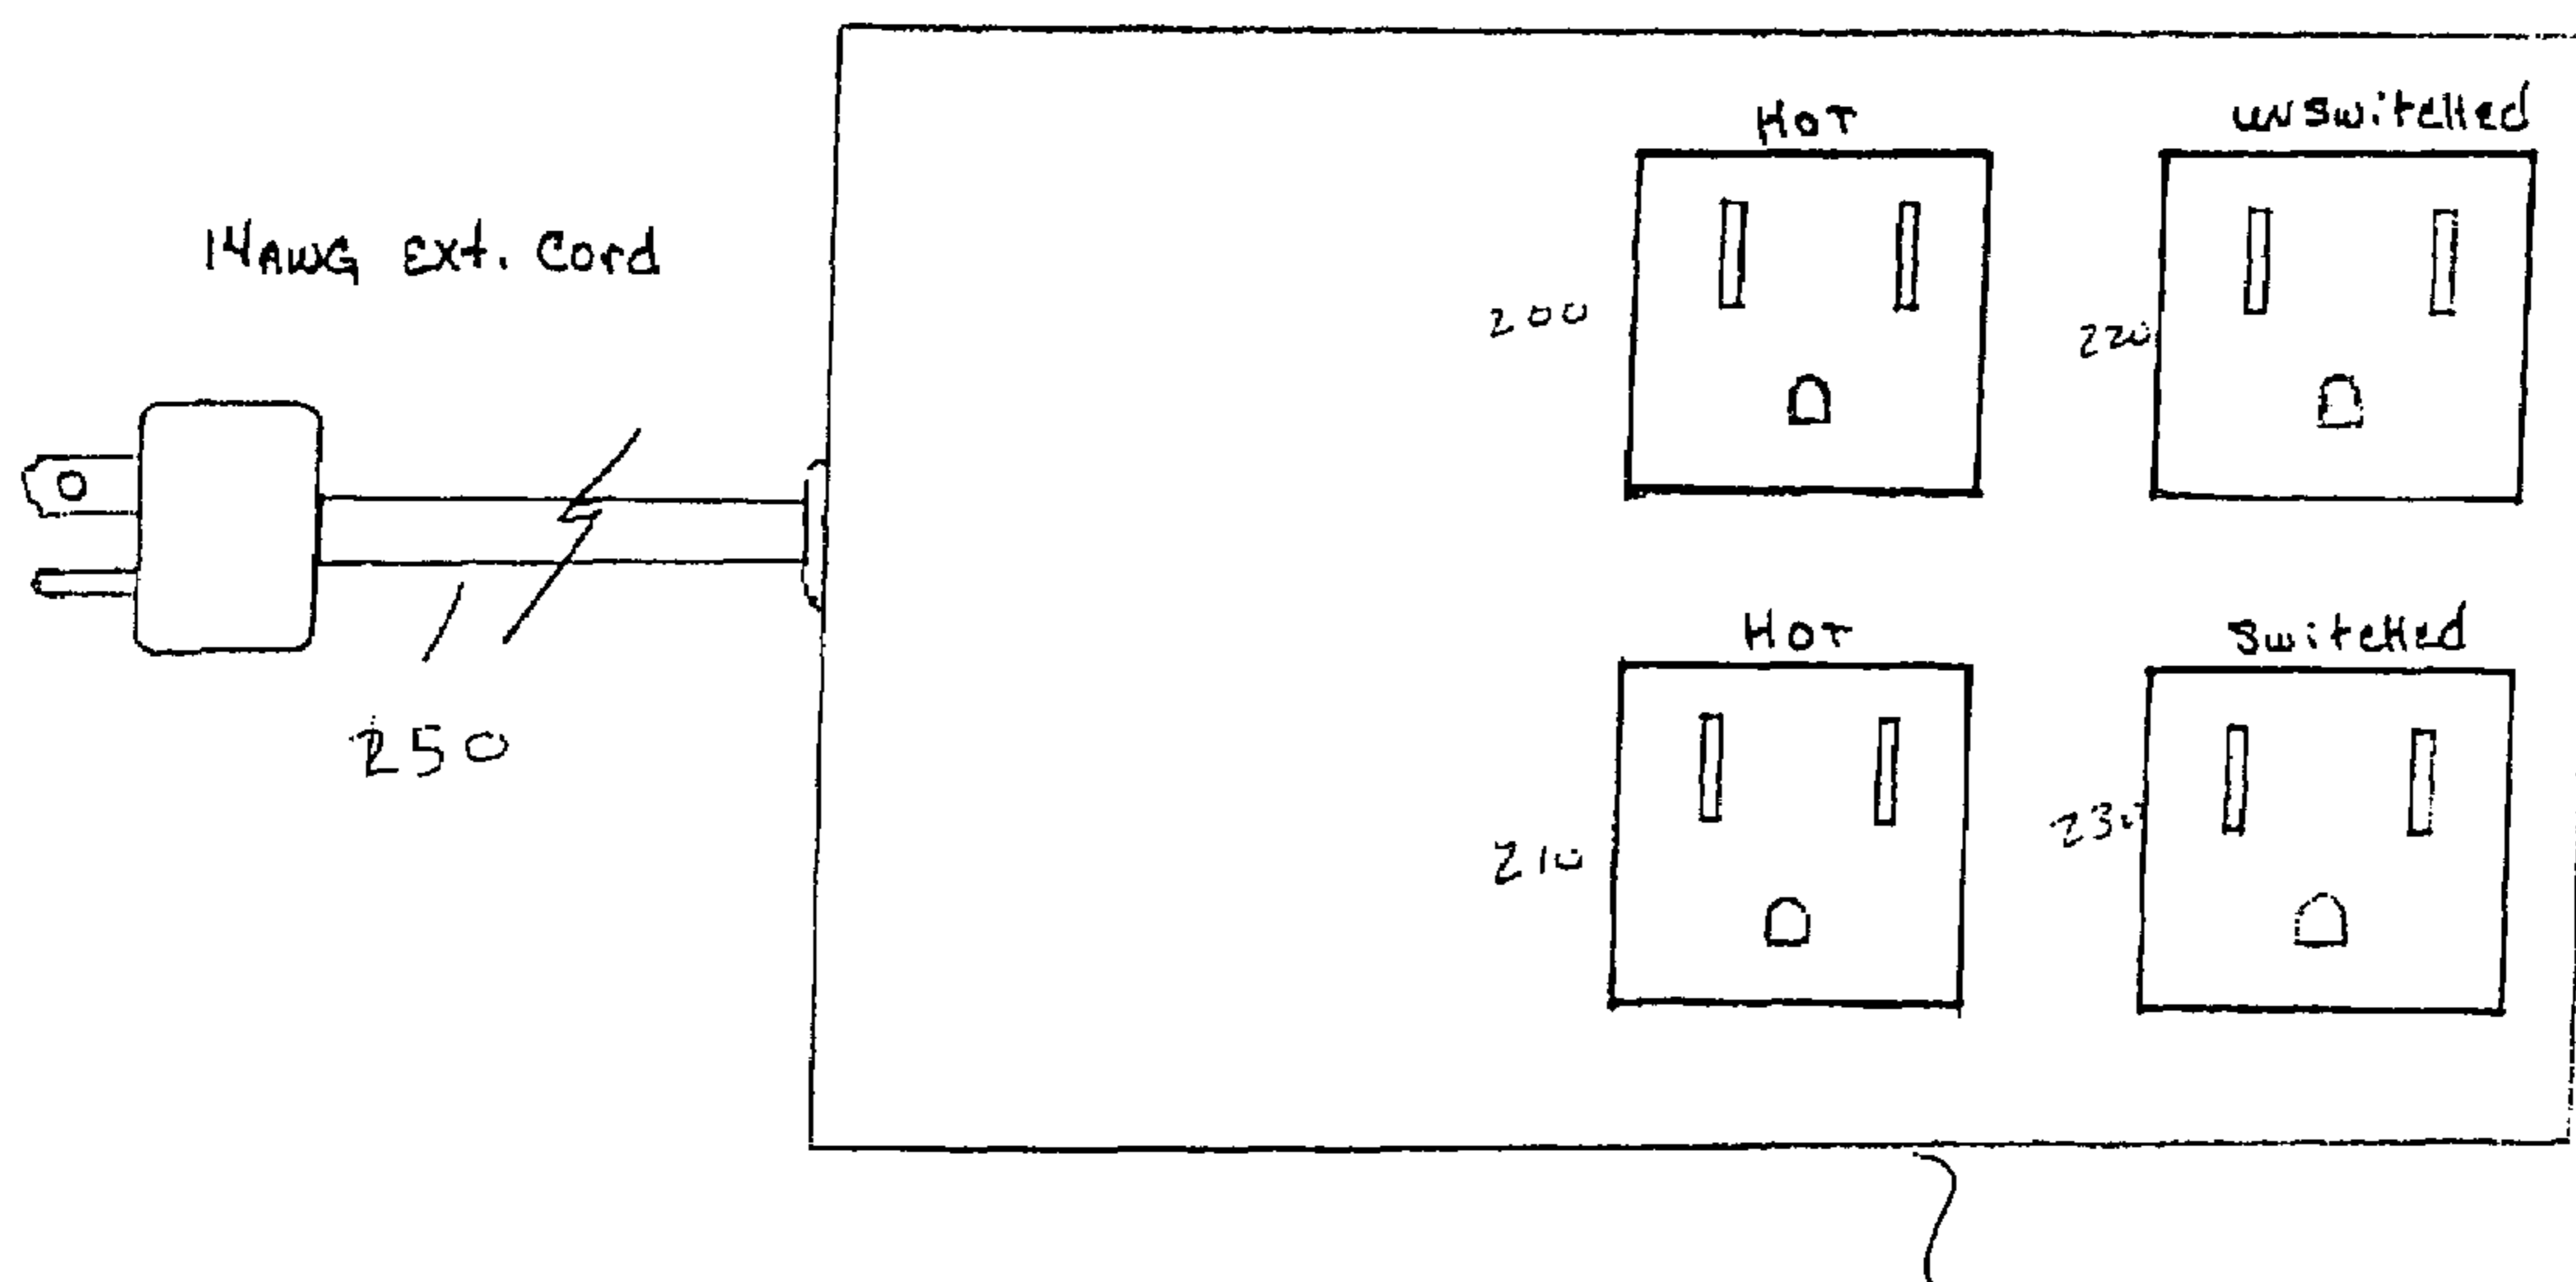 Hot unswitched
14AWG Ext. Cord
200 220
Hot switched
250
210 230